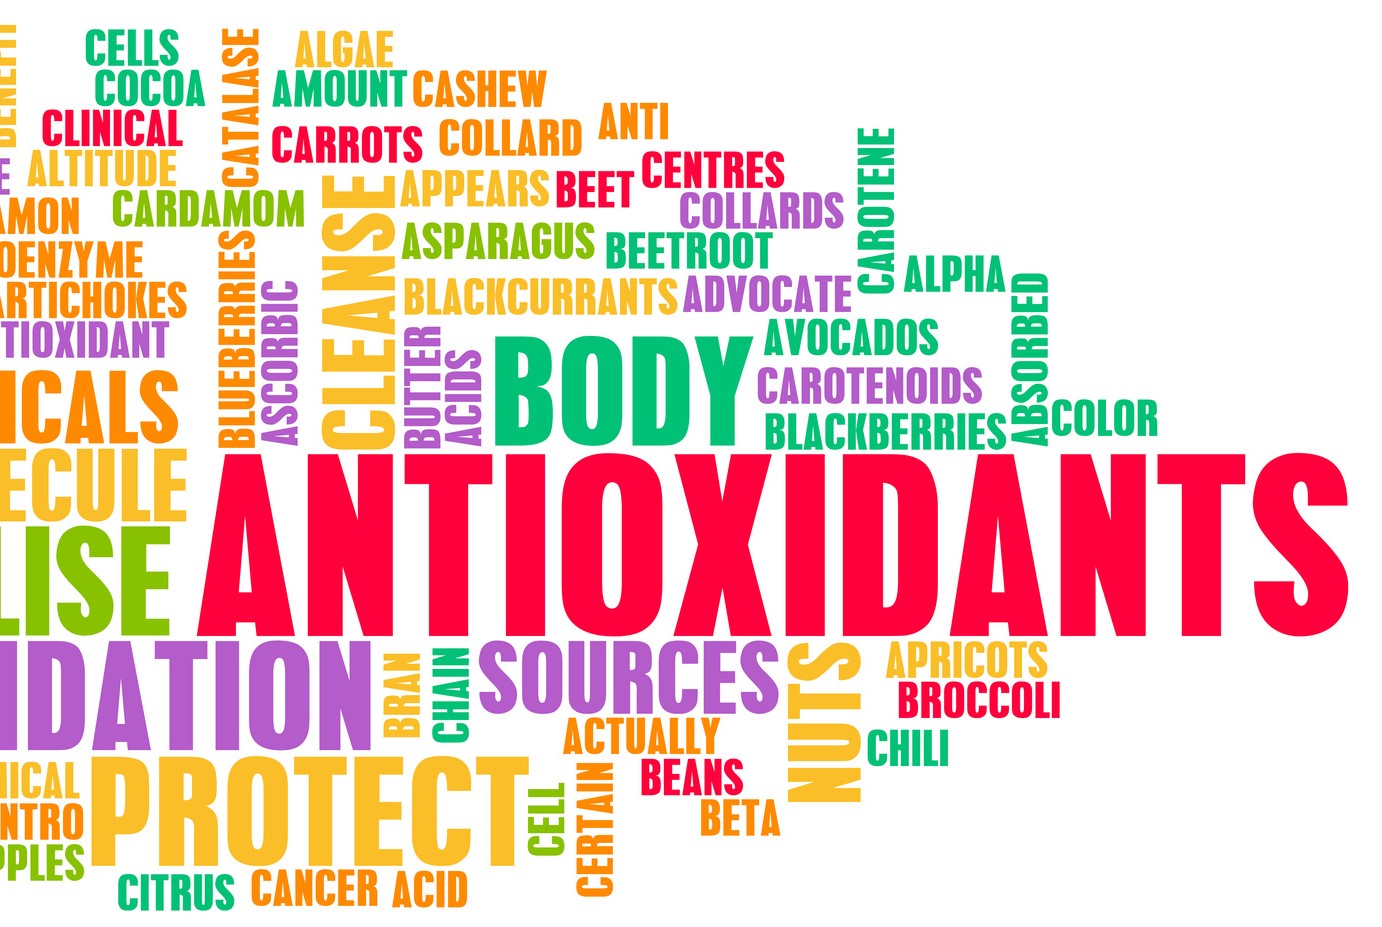 BENEFIT
CELLS
COCOA
CLINICAL
ALTITUDE
E
CARDAMOM
AMON
OENZYME
ARTICHOKES
TIOXIDANT
ICALS
ECULE
LISE
IDATION
CATALASE
ALGAE
AMOUNT
CASHEW
CARROTS
COLLARD
ANTI
CLEANSE
APPEARS
BEET
CENTRES
COLLARDS
CAROTENE
ASPARAGUS
BEETROOT
ALPHA
BLUEBERRIES
ASCORBIC
BLACKCURRANTS
ADVOCATE
ABSORBED
BUTTER
ACIDS
BODY
AVOCADOS
CAROTENOIDS
BLACKBERRIES
COLOR
ANTIOXIDANTS
BRAN
CHAIN
SOURCES
NUTS
APRICOTS
BROCCOLI
ACTUALLY
CHILI
BEANS
BETA
ICAL
NTRO
PPLES
PROTECT
CELL
CERTAIN
CITRUS
CANCER
ACID